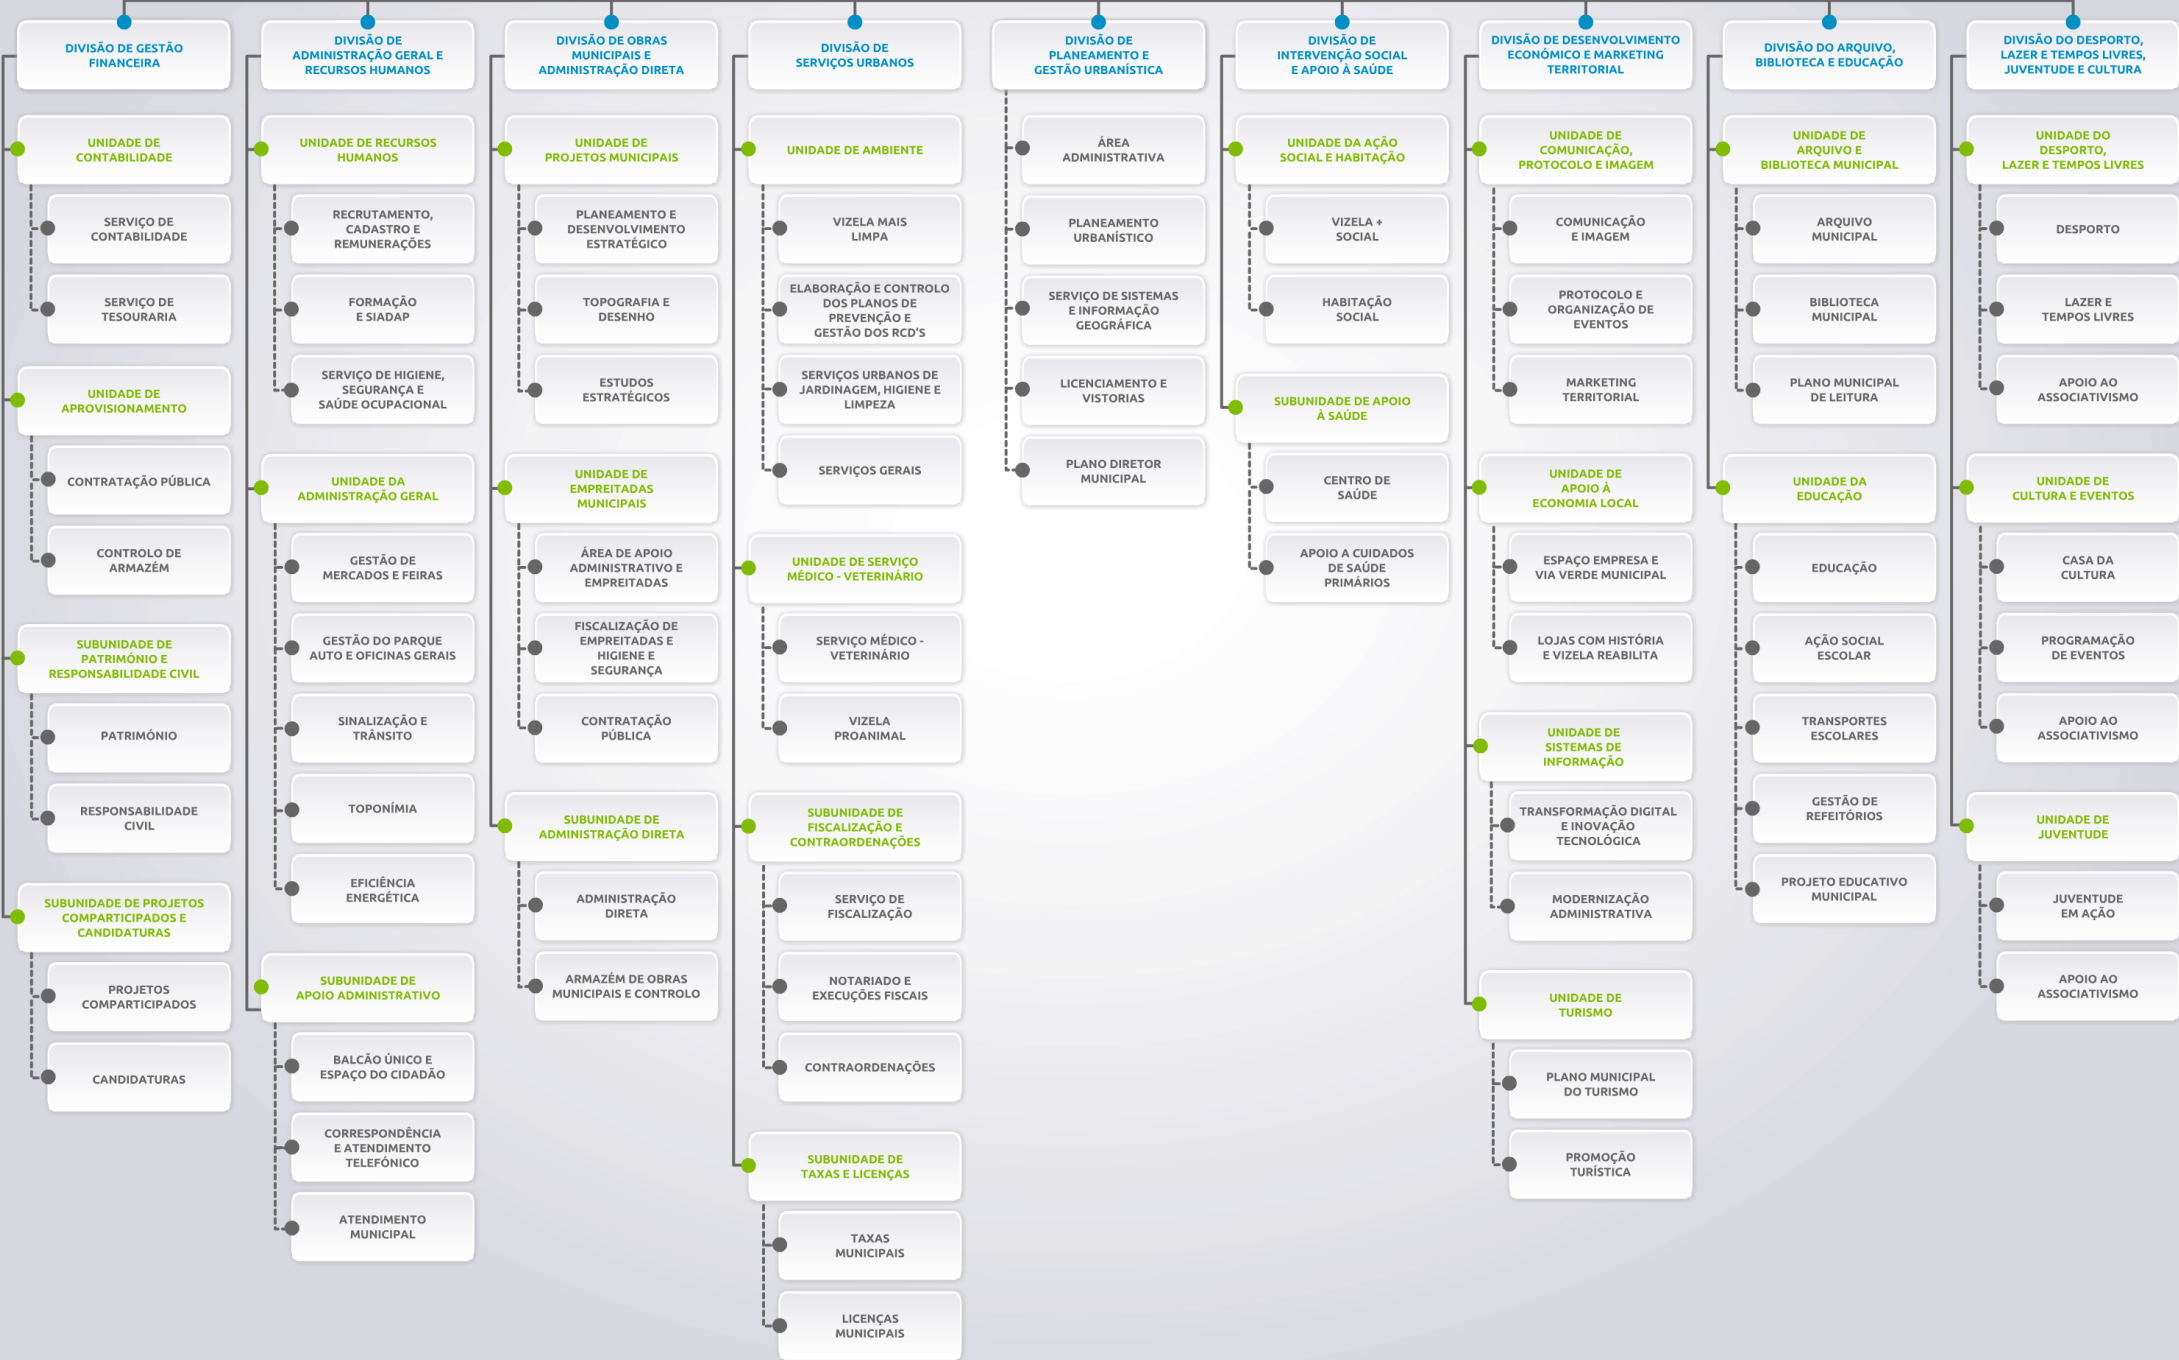 DIVISÃO DE GESTÃO
FINANCEIRA
UNIDADE DE
CONTABILIDADE
SERVIÇO DE
CONTABILIDADE
SERVIÇO DE
TESOURARIA
UNIDADE DE
APROVISIONAMENTO
CONTRATAÇÃO PÚBLICA
CONTROLO DE
ARMAZÉM
SUBUNIDADE DE
PATRIMÓNIO E
RESPONSABILIDADE CIVIL
PATRIMÓNIO
RESPONSABILIDADE
CIVIL
SUBUNIDADE DE PROJETOS
COMPARTICIPADOS E
CANDIDATURAS
PROJETOS
COMPARTICIPADOS
CANDIDATURAS
DIVISÃO DE
ADMINISTRAÇÃO GERAL E
RECURSOS HUMANOS
UNIDADE DE RECURSOS
HUMANOS
RECRUTAMENTO,
CADASTRO E
REMUNERAÇÕES
FORMAÇÃO
E SIADAP
SERVIÇO DE HIGIENE,
SEGURANÇA E
SAÚDE OCUPACIONAL
UNIDADE DA
ADMINISTRAÇÃO GERAL
GESTÃO DE
MERCADOS E FEIRAS
GESTÃO DO PARQUE
AUTO E OFICINAS GERAIS
SINALIZAÇÃO E
TRÂNSITO
TOPONÍMIA
EFICIÊNCIA
ENERGÉTICA
SUBUNIDADE DE
APOIO ADMINISTRATIVO
BALCÃO ÚNICO E
ESPAÇO DO CIDADÃO
CORRESPONDÊNCIA
E ATENDIMENTO
TELEFÓNICO
ATENDIMENTO
MUNICIPAL
DIVISÃO DE OBRAS
MUNICIPAIS E
ADMINISTRAÇÃO DIRETA
UNIDADE DE
PROJETOS MUNICIPAIS
PLANEAMENTO E
DESENVOLVIMENTO
ESTRATÉGICO
TOPOGRAFIA E
DESENHO
ESTUDOS
ESTRATÉGICOS
UNIDADE DE
EMPREITADAS
MUNICIPAIS
ÁREA DE APOIO
ADMINISTRATIVO E
EMPREITADAS
FISCALIZAÇÃO DE
EMPREITADAS E
HIGIENE E
SEGURANÇA
CONTRATAÇÃO
PÚBLICA
SUBUNIDADE DE
ADMINISTRAÇÃO DIRETA
ADMINISTRAÇÃO
DIRETA
ARMAZÉM DE OBRAS
MUNICIPAIS E CONTROLO
DIVISÃO DE
SERVIÇOS URBANOS
UNIDADE DE AMBIENTE
VIZELA MAIS
LIMPA
ELABORAÇÃO E CONTROLO
DOS PLANOS DE
PREVENÇÃO E
GESTÃO DOS RCD'S
SERVIÇOS URBANOS DE
JARDINAGEM, HIGIENE E
LIMPEZA
SERVIÇOS GERAIS
UNIDADE DE SERVIÇO
MÉDICO - VETERINÁRIO
SERVIÇO MÉDICO -
VETERINÁRIO
VIZELA
PROANIMAL
SUBUNIDADE DE
FISCALIZAÇÃO E
CONTRAORDENAÇÕES
SERVIÇO DE
FISCALIZAÇÃO
NOTARIADO E
EXECUÇÕES FISCAIS
CONTRAORDENAÇÕES
SUBUNIDADE DE
TAXAS E LICENÇAS
TAXAS
MUNICIPAIS
LICENÇAS
MUNICIPAIS
DIVISÃO DE
PLANEAMENTO E
GESTÃO URBANÍSTICA
ÁREA
ADMINISTRATIVA
PLANEAMENTO
URBANÍSTICO
SERVIÇO DE SISTEMAS
E INFORMAÇÃO
GEOGRÁFICA
LICENCIAMENTO E
VISTORIAS
PLANO DIRETOR
MUNICIPAL
DIVISÃO DE
INTERVENÇÃO SOCIAL
E APOIO À SAÚDE
UNIDADE DA AÇÃO
SOCIAL E HABITAÇÃO
VIZELA +
SOCIAL
HABITAÇÃO
SOCIAL
SUBUNIDADE DE APOIO
À SAÚDE
CENTRO DE
SAÚDE
APOIO A CUIDADOS
DE SAÚDE
PRIMÁRIOS
DIVISÃO DE DESENVOLVIMENTO
ECONÓMICO E MARKETING
TERRITORIAL
UNIDADE DE
COMUNICAÇÃO,
PROTOCOLO E IMAGEM
COMUNICAÇÃO
E IMAGEM
PROTOCOLO E
ORGANIZAÇÃO DE
EVENTOS
MARKETING
TERRITORIAL
UNIDADE DE
APOIO À
ECONOMIA LOCAL
ESPAÇO EMPRESA E
VIA VERDE MUNICIPAL
LOJAS COM HISTÓRIA
E VIZELA REABILITA
UNIDADE DE
SISTEMAS DE
INFORMAÇÃO
TRANSFORMAÇÃO DIGITAL
E INOVAÇÃO
TECNOLÓGICA
MODERNIZAÇÃO
ADMINISTRATIVA
UNIDADE DE
TURISMO
PLANO MUNICIPAL
DO TURISMO
PROMOÇÃO
TURÍSTICA
DIVISÃO DO ARQUIVO,
BIBLIOTECA E EDUCAÇÃO
UNIDADE DE
ARQUIVO E
BIBLIOTECA MUNICIPAL
ARQUIVO
MUNICIPAL
BIBLIOTECA
MUNICIPAL
PLANO MUNICIPAL
DE LEITURA
UNIDADE DA
EDUCAÇÃO
EDUCAÇÃO
AÇÃO SOCIAL
ESCOLAR
TRANSPORTES
ESCOLARES
GESTÃO DE
REFEITÓRIOS
PROJETO EDUCATIVO
MUNICIPAL
DIVISÃO DO DESPORTO,
LAZER E TEMPOS LIVRES,
JUVENTUDE E CULTURA
UNIDADE DO
DESPORTO,
LAZER E TEMPOS LIVRES
DESPORTO
LAZER E
TEMPOS LIVRES
APOIO AO
ASSOCIATIVISMO
UNIDADE DE
CULTURA E EVENTOS
CASA DA
CULTURA
PROGRAMAÇÃO
DE EVENTOS
APOIO AO
ASSOCIATIVISMO
UNIDADE DE
JUVENTUDE
JUVENTUDE
EM AÇÃO
APOIO AO
ASSOCIATIVISMO